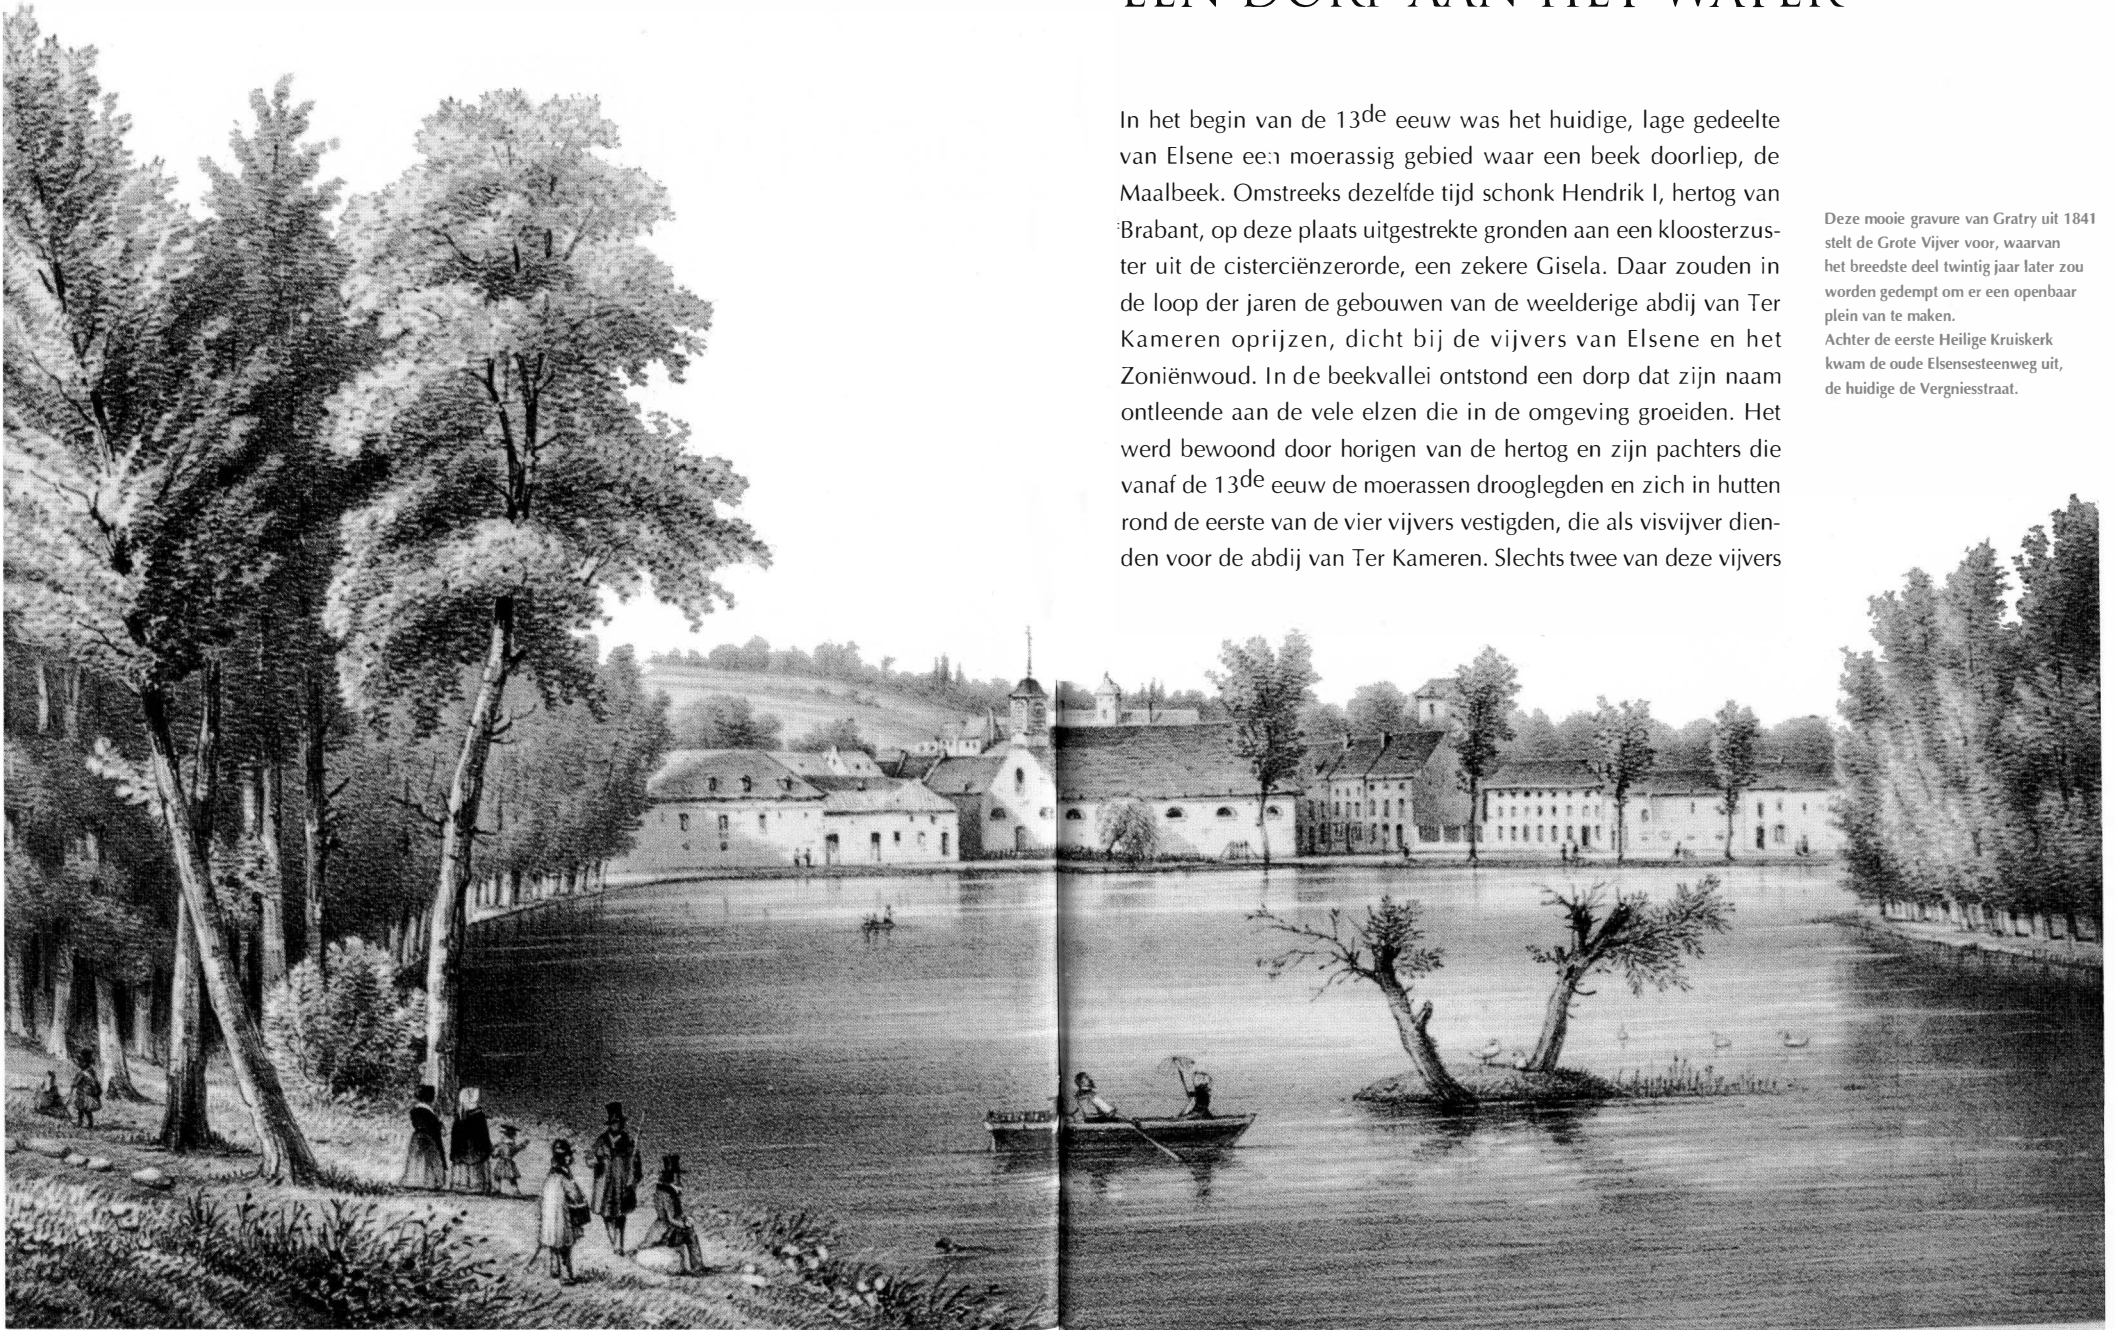 EEN DORP AAN HET WATER
In het begin van de 13de eeuw was het huidige, lage gedeelte
van Elsene een moerassig gebied waar een beek doorliep, de
Maalbeek. Omstreeks dezelfde tijd schonk Hendrik I, hertog van
Brabant, op deze plaats uitgestrekte gronden aan een kloosterzus-
ter uit de cisterciënzerorde, een zekere Gisela. Daar zouden in
de loop der jaren de gebouwen van de weelderige abdij van Ter
Kameren oprijzen, dicht bij de vijvers van Elsene en het
Zoniënwoud. In de beekvallei ontstond een dorp dat zijn naam
ontleende aan de vele elzen die in de omgeving groeiden. Het
werd bewoond door horigen van de hertog en zijn pachters die
vanaf de 13de eeuw de moerassen drooglegden en zich in hutten
rond de eerste van de vier vijvers vestigden, die als visvijver dien-
den voor de abdij van Ter Kameren. Slechts twee van deze vijvers
Deze mooie gravure van Gratry uit 1841
stelt de Grote Vijver voor, waarvan
het breedste deel twintig jaar later zou
worden gedempt om er een openbaar
plein van te maken.
Achter de eerste Heilige Kruiskerk
kwam de oude Elsensesteenweg uit,
de huidige de Vergniesstraat.